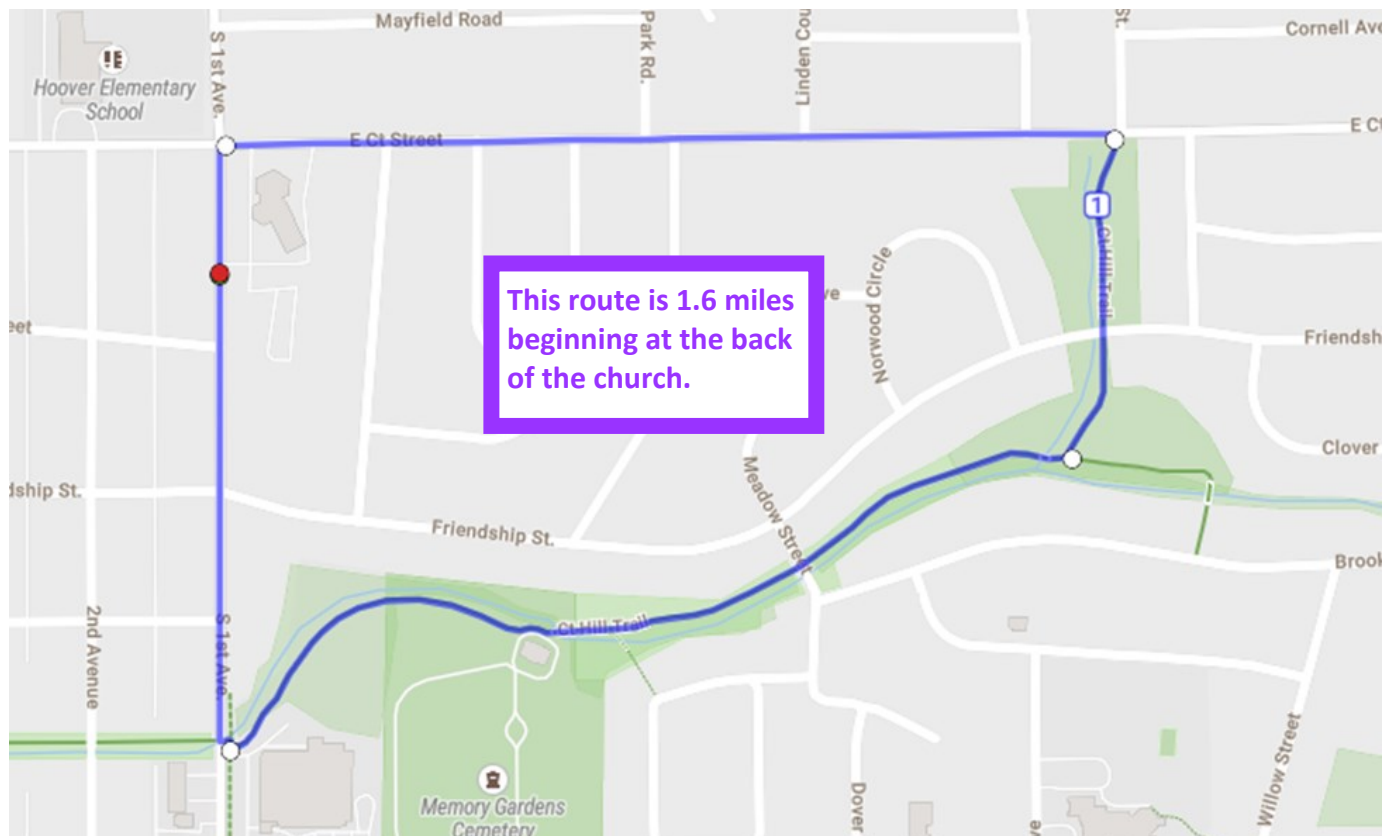 Mayfield Road
Park Rd.
Linden Con
St.
Cornell Ave
S 1st Ave.
Hoover Elementary
School
E Ct Street
E Ct
1
Ct Hill Trail
This route is 1.6 miles
beginning at the back
of the church.
ve
Norwood Circle
eet
Friendsh
Clover
Meadow Street
dship St.
Friendship St.
Brook
2nd Avenue
S 1st Ave.
Ct Hill Trail
Willow Street
Memory Gardens
Cemetery
Dover
e